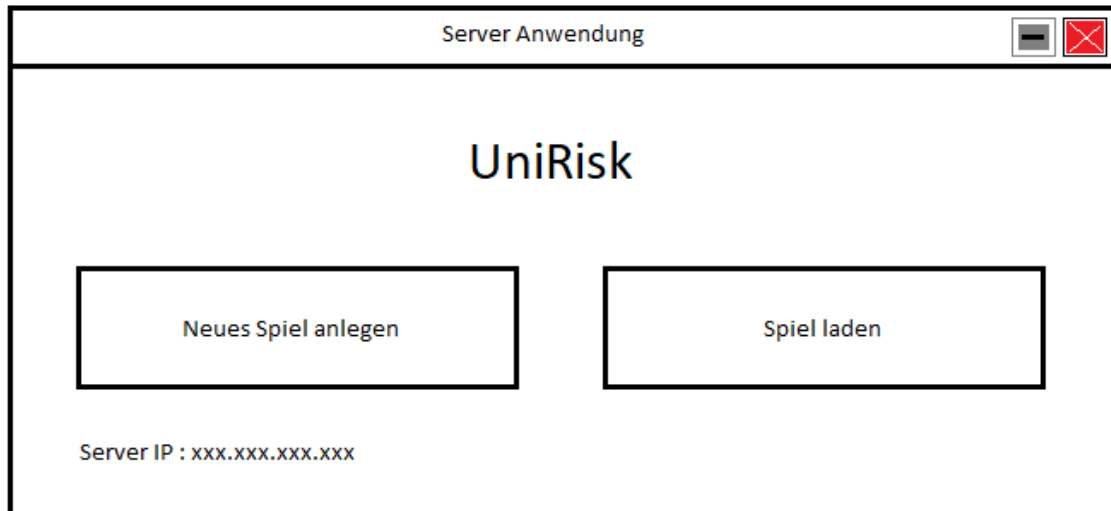 Server Anwendung
UniRisk
Neues Spiel anlegen
Spiel laden
Server IP : xxx.xxx.xxx.xxx